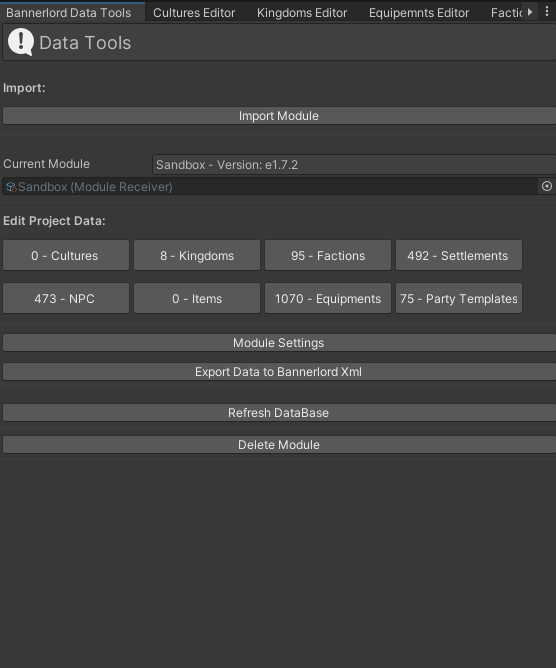 Bannerlord Data Tools Cultures Editor Kingdoms Editor Equipemnts Editor
Data Tools
Import:
Import Module
Current Module Sandbox - Version: e1.7.2
Sandbox (Module Receiver)
Edit Project Data:
0 - Cultures 8 - Kingdoms 95 - Factions 492 - Settlements
473 - NPC 0 - Items 1070 - Equipments 75 - Party Templates
Module Settings
Export Data to Bannerlord Xml
Refresh DataBase
Delete Module